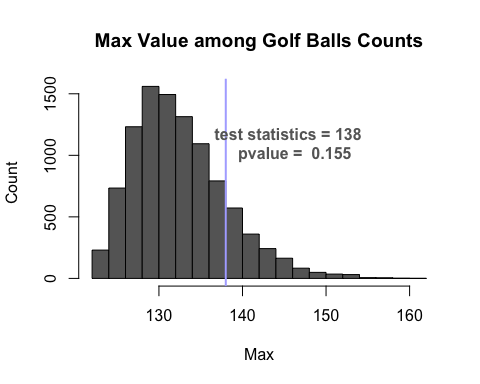 Max Value among Golf Balls Counts
test statistics = 138
pvalue =  0.155
Count
0
500
1000
1500
130
140
150
160
Max